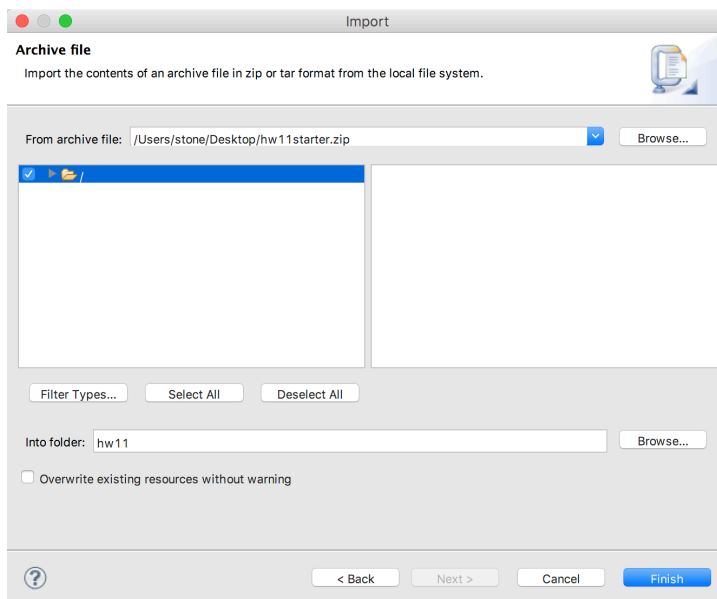 Import
Archive file
Import the contents of an archive file in zip or tar format from the local file system.
From archive file: /Users/stone/Desktop/hw11starter.zip Browse...
/
Filter Types... Select All Deselect All
Into folder: hw11 Browse...
Overwrite existing resources without warning
? < Back Next > Cancel Finish